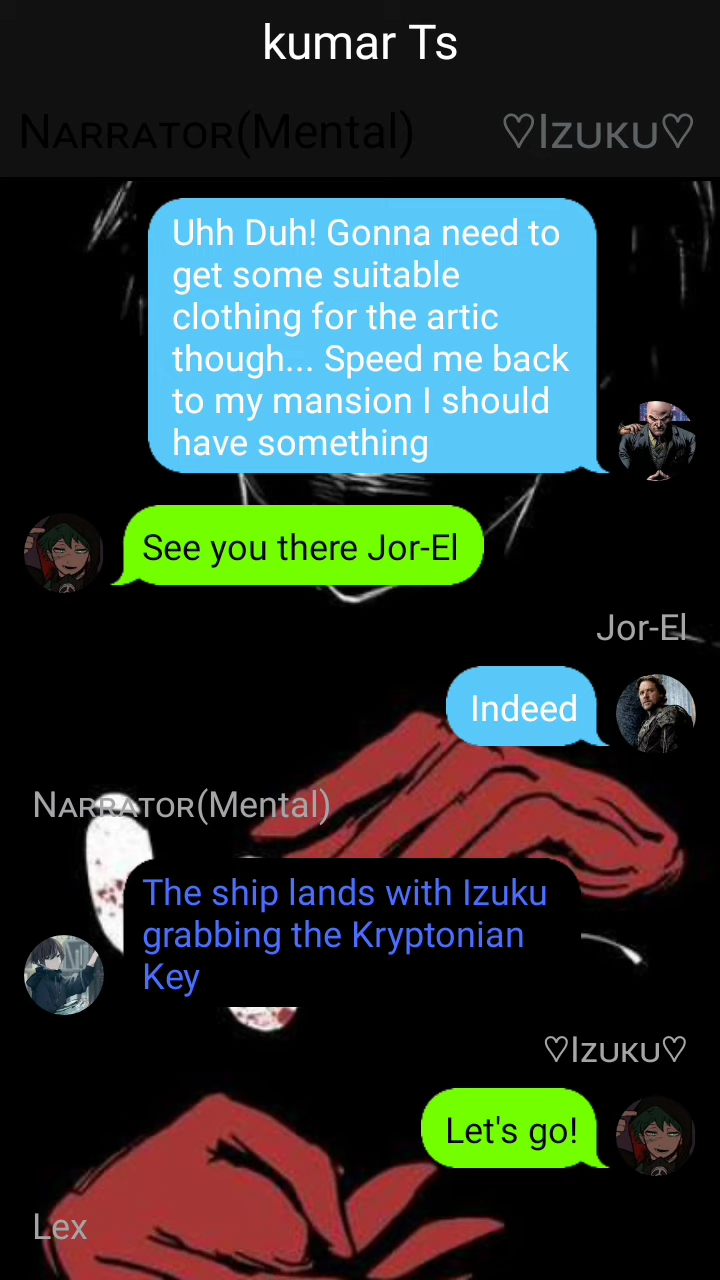 kumar Ts
NARRATOR(Mental) ♡IZUKU♡
Uhh Duh! Gonna need to
get some suitable
clothing for the artic
though... Speed me back
to my mansion I should
have something
See you there Jor-El
Jor-El
Indeed
NARRATOR(Mental)
The ship lands with Izuku
grabbing the Kryptonian
Key
♡IZUKU♡
Let's go!
Lex